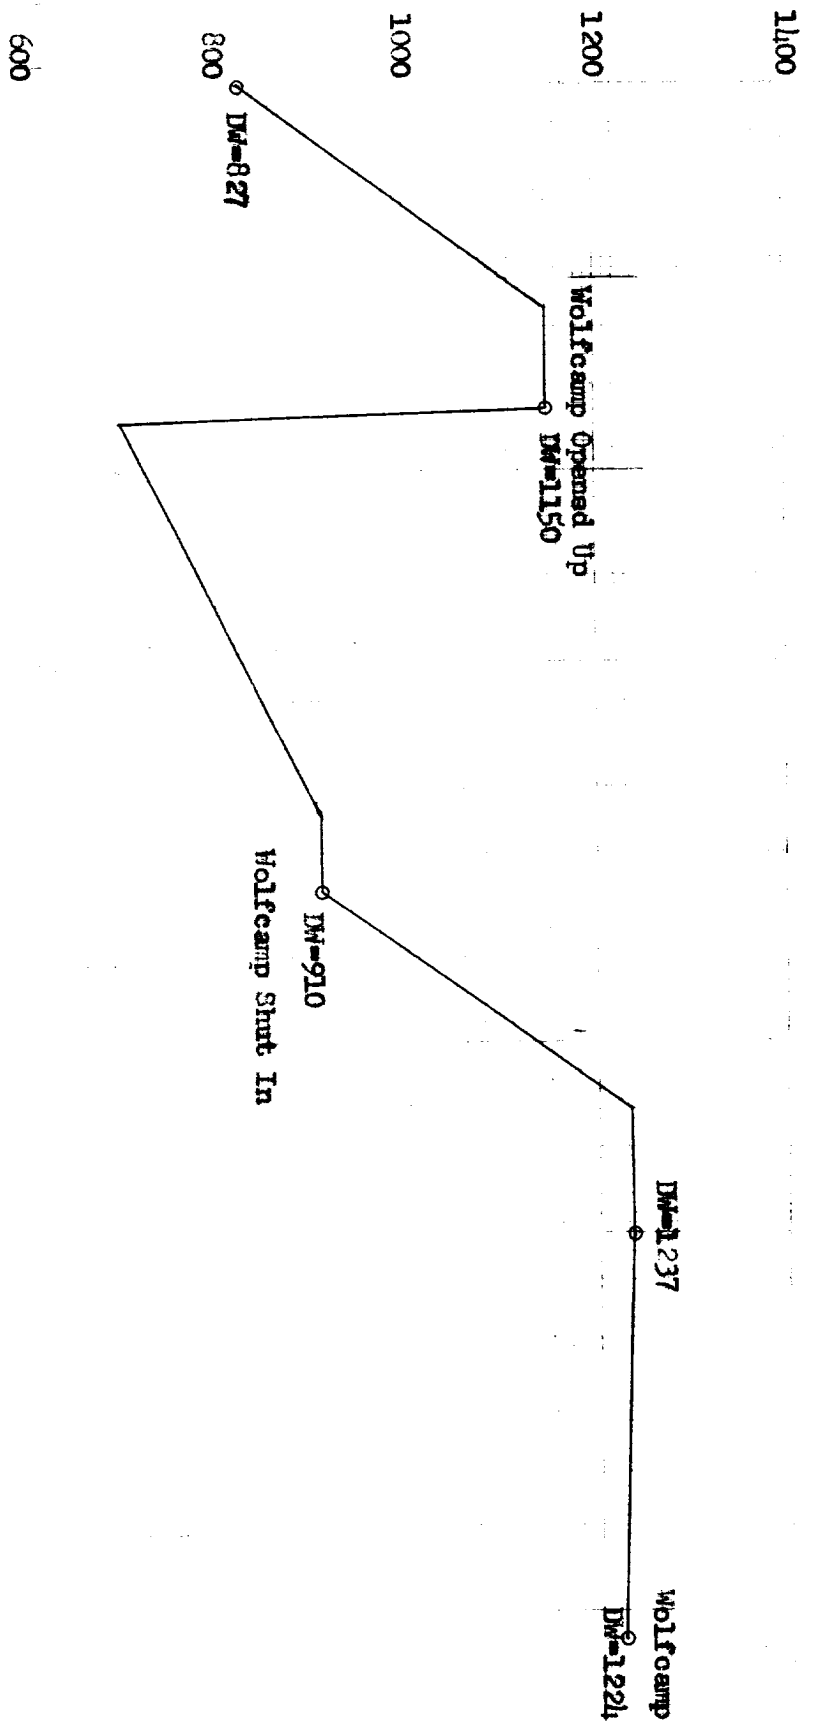 1400
1200
1000
800
600
DW=827
Wolfcamp Opened Up
DW=1150
DW=910
Wolfcamp Shut In
DW=1237
Wolfcamp
DW=1224